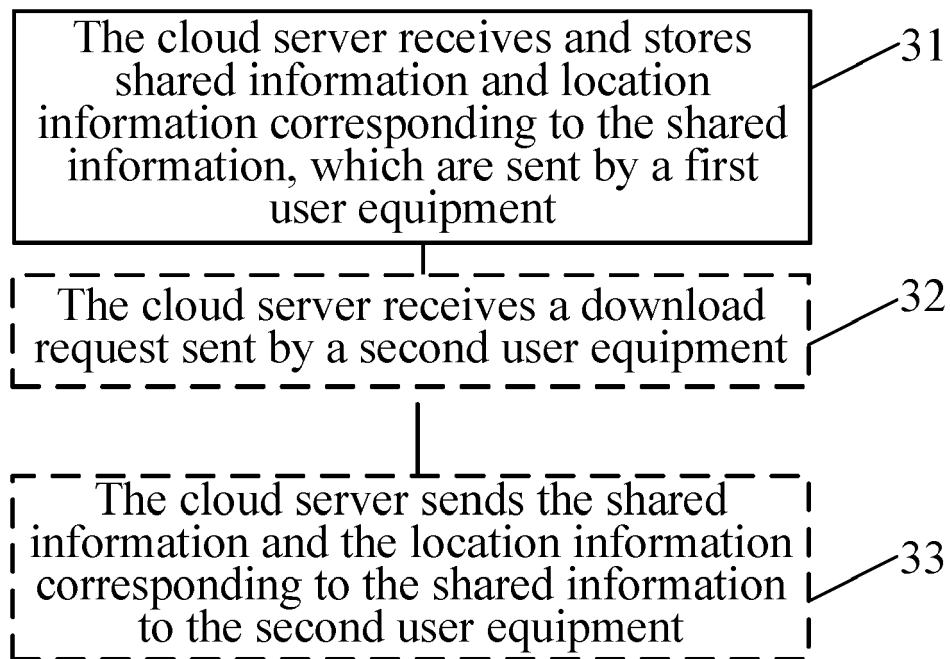 The cloud server receives and stores
shared information and location
information corresponding to the shared
information, which are sent by a first
user equipment
31
The cloud server receives a download
request sent by a second user equipment
32
The cloud server sends the shared
information and the location information
corresponding to the shared information
to the second user equipment
33